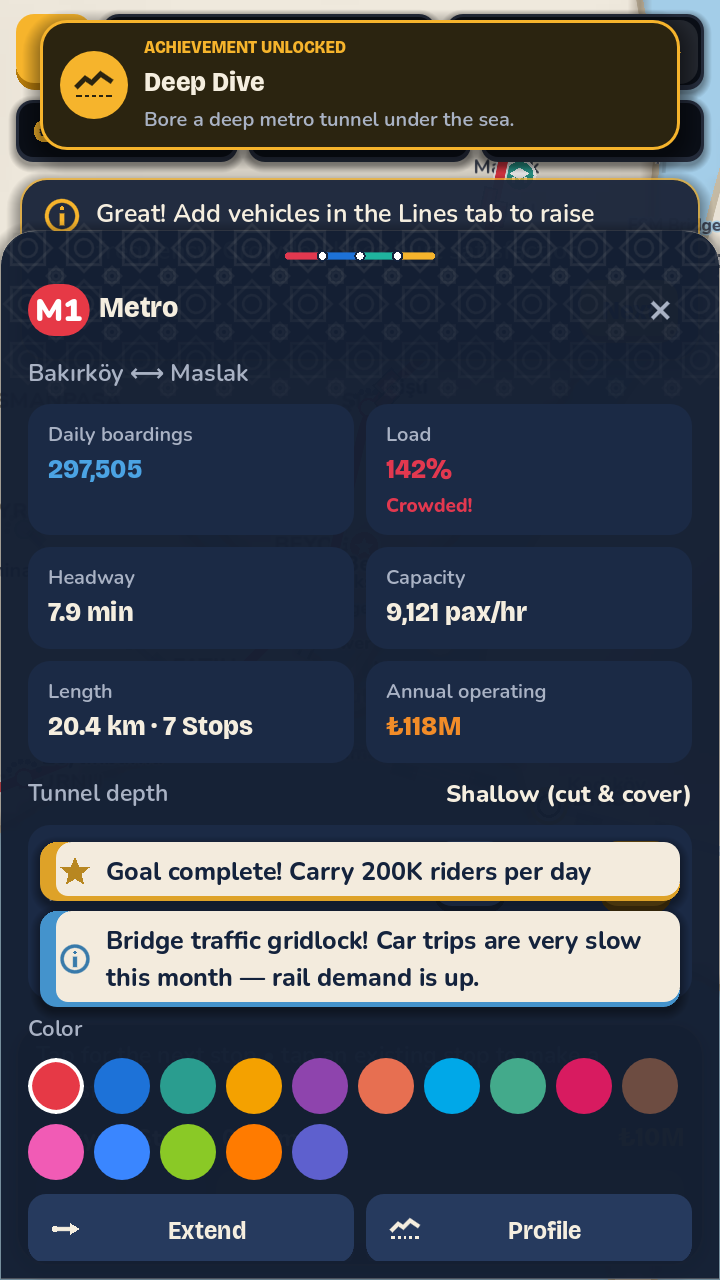 ACHIEVEMENT UNLOCKED
Deep Dive
Bore a deep metro tunnel under the sea.
Great! Add vehicles in the Lines tab to raise
M1 Metro
Bakırköy ⟷ Maslak
Daily boardings
297,505
Load
142%
Crowded!
Headway
7.9 min
Capacity
9,121 pax/hr
Length
20.4 km · 7 Stops
Annual operating
₺118M
Tunnel depth
Shallow (cut & cover)
Goal complete! Carry 200K riders per day
Bridge traffic gridlock! Car trips are very slow
this month — rail demand is up.
Color
Extend
Profile